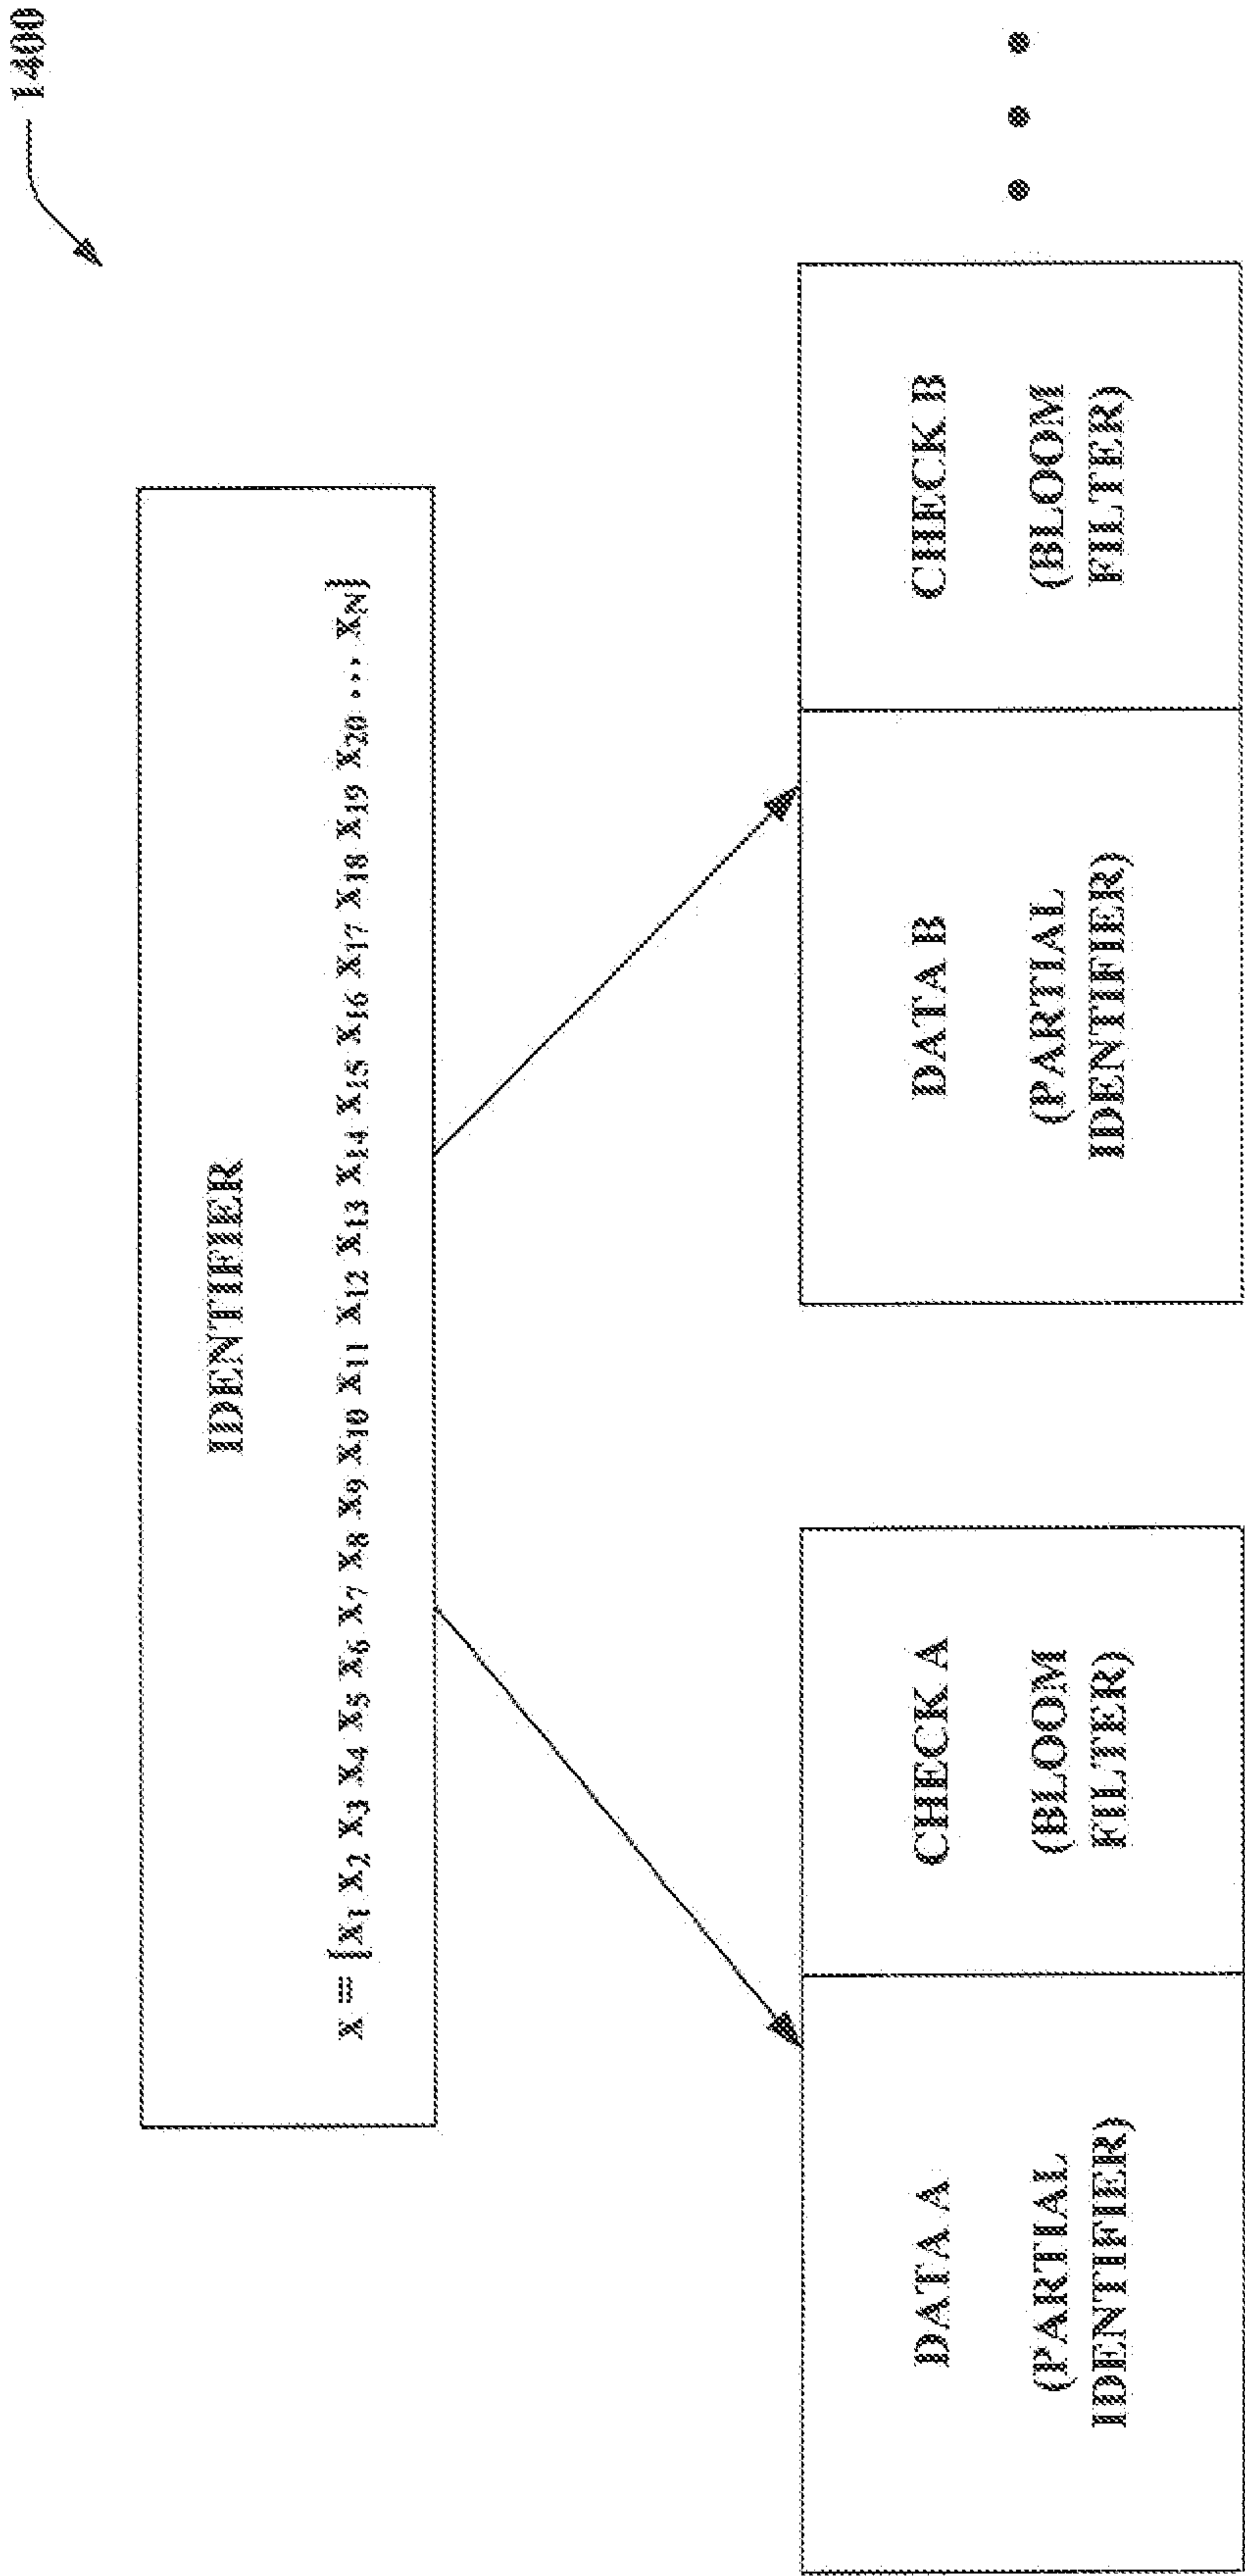 1400
IDENTIFIER
X = [X₁ X₂ X₃ X₄ X₅ X₆ X₇ X₈ X₉ X₁₀ X₁₁ X₁₂ X₁₃ X₁₄ X₁₅ X₁₆ X₁₇ X₁₈ X₁₉ X₂₀ ••• X_N]
DATA A
(PARTIAL
IDENTIFIER)
CHECK A
(BLOOM
FILTER)
DATA B
(PARTIAL
IDENTIFIER)
CHECK B
(BLOOM
FILTER)